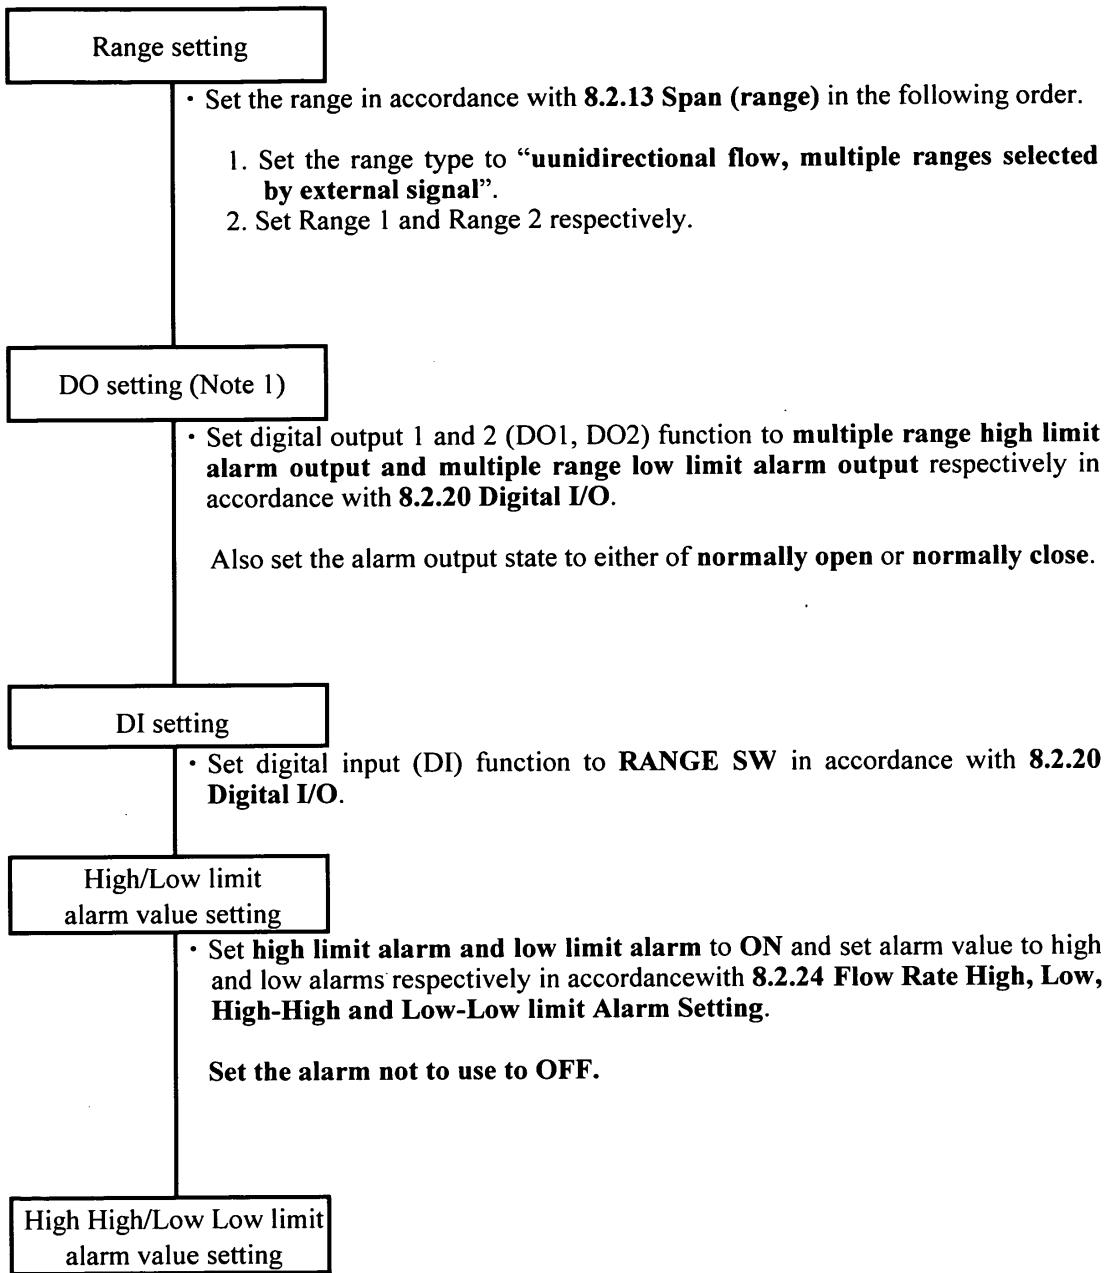 Range setting
· Set the range in accordance with 8.2.13 Span (range) in the following order.
1. Set the range type to “uunidirectional flow, multiple ranges selected
by external signal”.
2. Set Range 1 and Range 2 respectively.
DO setting (Note 1)
· Set digital output 1 and 2 (DO1, DO2) function to multiple range high limit
alarm output and multiple range low limit alarm output respectively in
accordance with 8.2.20 Digital I/O.
Also set the alarm output state to either of normally open or normally close.
DI setting
· Set digital input (DI) function to RANGE SW in accordance with 8.2.20
Digital I/O.
High/Low limit
alarm value setting
· Set high limit alarm and low limit alarm to ON and set alarm value to high
and low alarms respectively in accordancewith 8.2.24 Flow Rate High, Low,
High-High and Low-Low limit Alarm Setting.
Set the alarm not to use to OFF.
High High/Low Low limit
alarm value setting